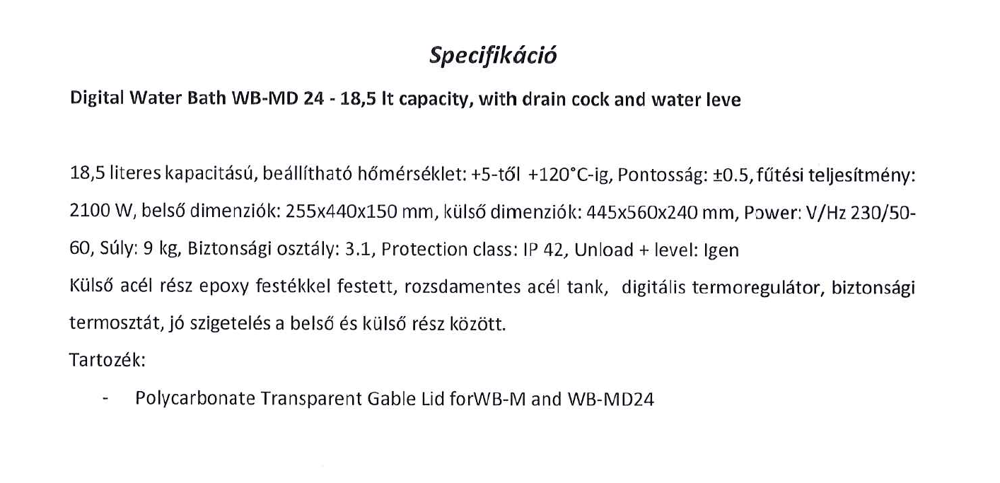 Specifikáció
Digital Water Bath WB-MD 24 - 18,5 lt capacity, with drain cock and water leve
18,5 literes kapacitású, beállítható hőmérséklet: +5-től +120°C-ig, Pontosság: ±0.5, fűtési teljesítmény:
2100 W, belső dimenziók: 255x440x150 mm, külső dimenziók: 445x560x240 mm, Power: V/Hz 230/50-
60, Súly: 9 kg, Biztonsági osztály: 3.1, Protection class: IP 42, Unload + level: Igen
Külső acél rész epoxy festékkel festett, rozsdamentes acél tank, digitális termoregulátor, biztonsági
termosztát, jó szigetelés a belső és külső rész között.
Tartozék:
- Polycarbonate Transparent Gable Lid forWB-M and WB-MD24